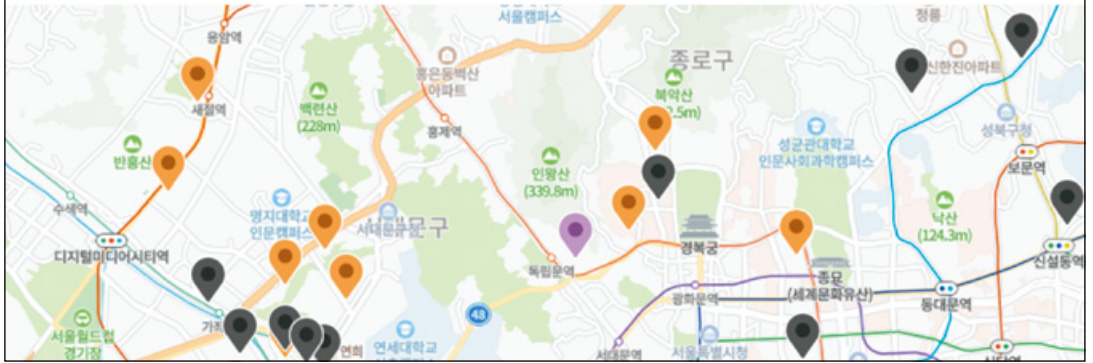 서울캠퍼스
정릉
응암역
종로구
홍은동벽산
아파트
신한진아파트
북악산
새절역
백련산
(228m)
홍제역
성북구청
성균관대학교
인문사회과학캠퍼스
반홍산
보문역
인왕산
(339.8m)
수색역
명지대학교
인문캠퍼스
낙산
(124.3m)
경복궁
디지털미디어시티역
독립문역
신설동역
종묘
(세계문화유산)
광화문역
동대문역
48
서울월드컵
경기장
연희
연세대학교
서대문역
서울특별시청